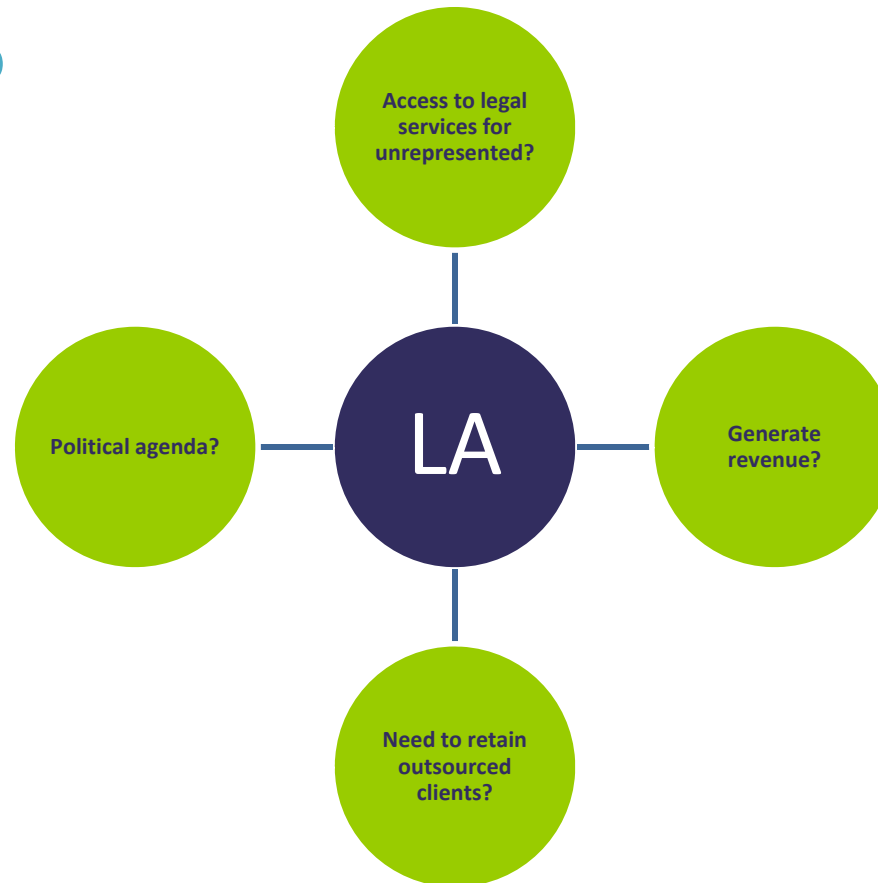 Access to legal
services for
unrepresented?
Political agenda?
LA
Generate
revenue?
Need to retain
outsourced
clients?